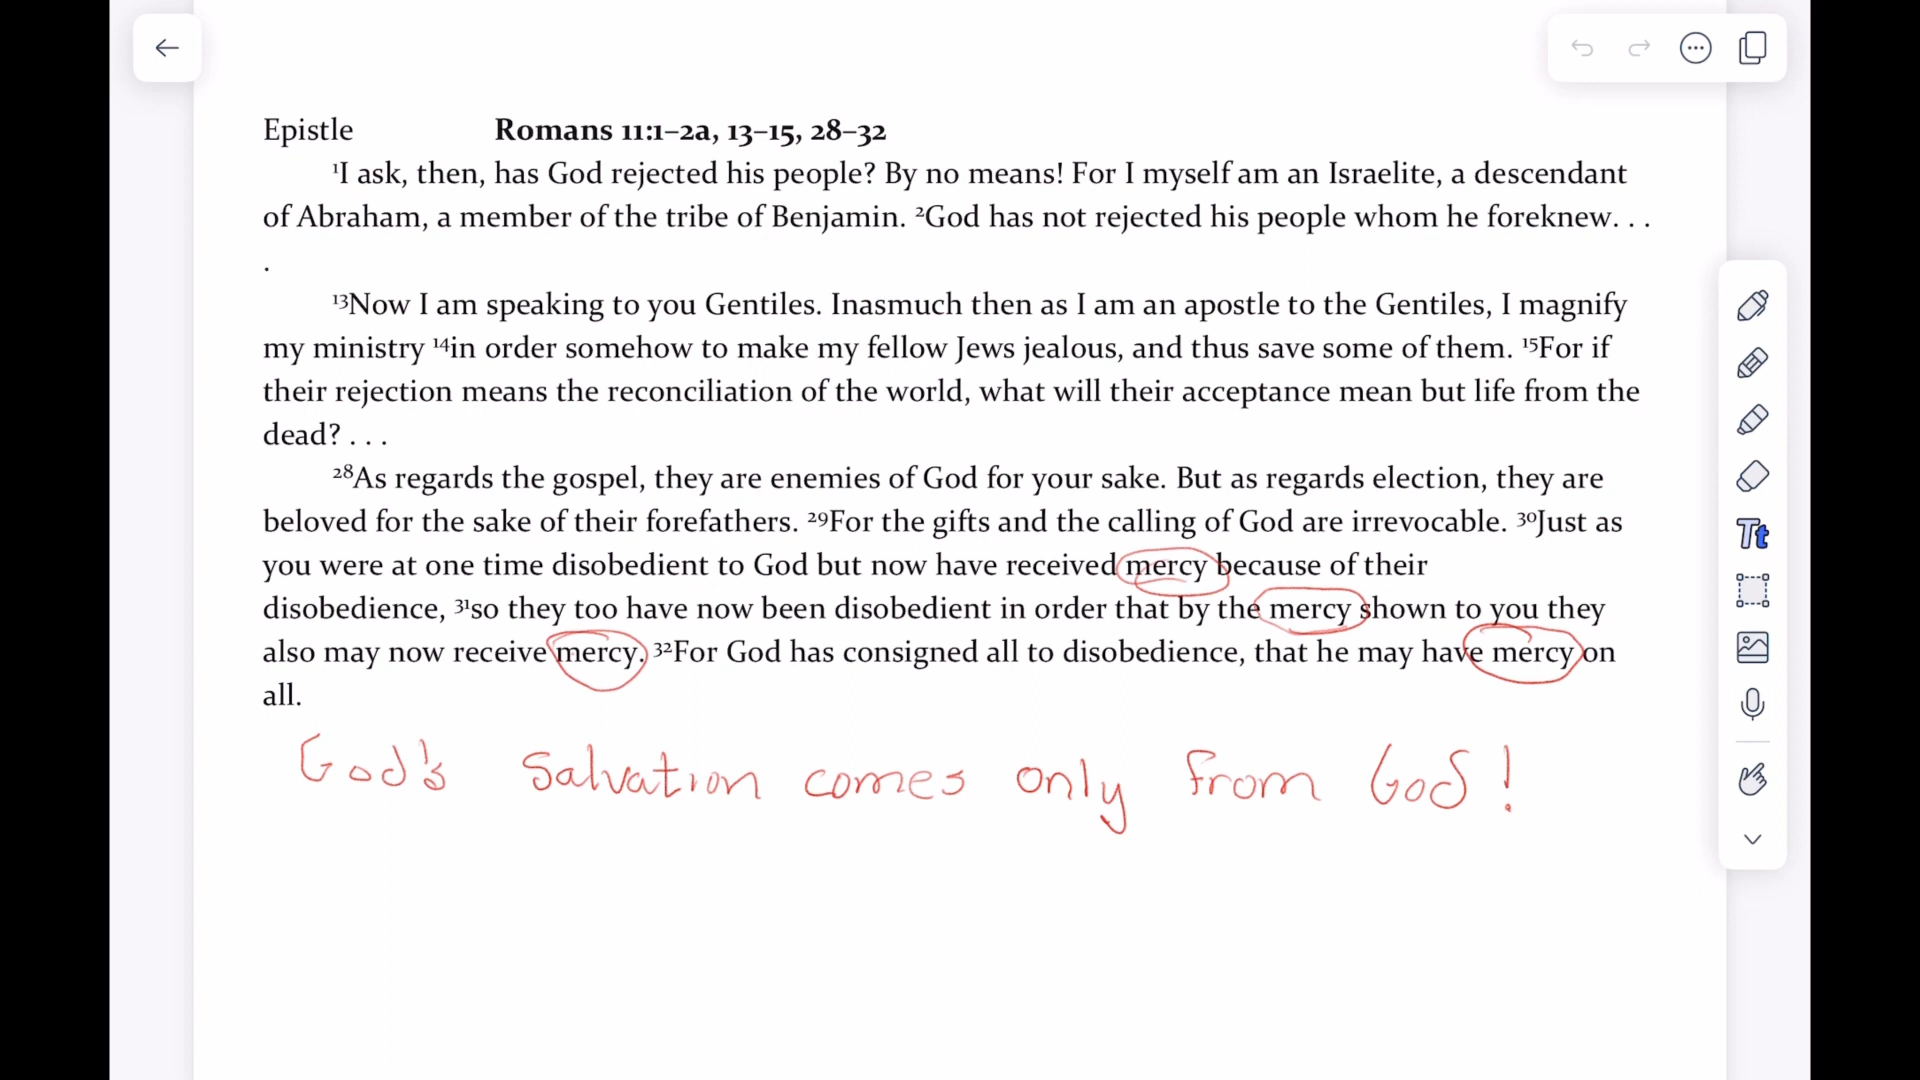 Epistle Romans 11:1–2a, 13–15, 28–32
¹I ask, then, has God rejected his people? By no means! For I myself am an Israelite, a descendant
of Abraham, a member of the tribe of Benjamin. ²God has not rejected his people whom he foreknew. . .
.
¹³Now I am speaking to you Gentiles. Inasmuch then as I am an apostle to the Gentiles, I magnify
my ministry ¹⁴in order somehow to make my fellow Jews jealous, and thus save some of them. ¹⁵For if
their rejection means the reconciliation of the world, what will their acceptance mean but life from the
dead? . . .
²⁸As regards the gospel, they are enemies of God for your sake. But as regards election, they are
beloved for the sake of their forefathers. ²⁹For the gifts and the calling of God are irrevocable. ³⁰Just as
you were at one time disobedient to God but now have received mercy because of their
disobedience, ³¹so they too have now been disobedient in order that by the mercy shown to you they
also may now receive mercy. ³²For God has consigned all to disobedience, that he may have mercy on
all.
God's Salvation comes only from God!
Tt